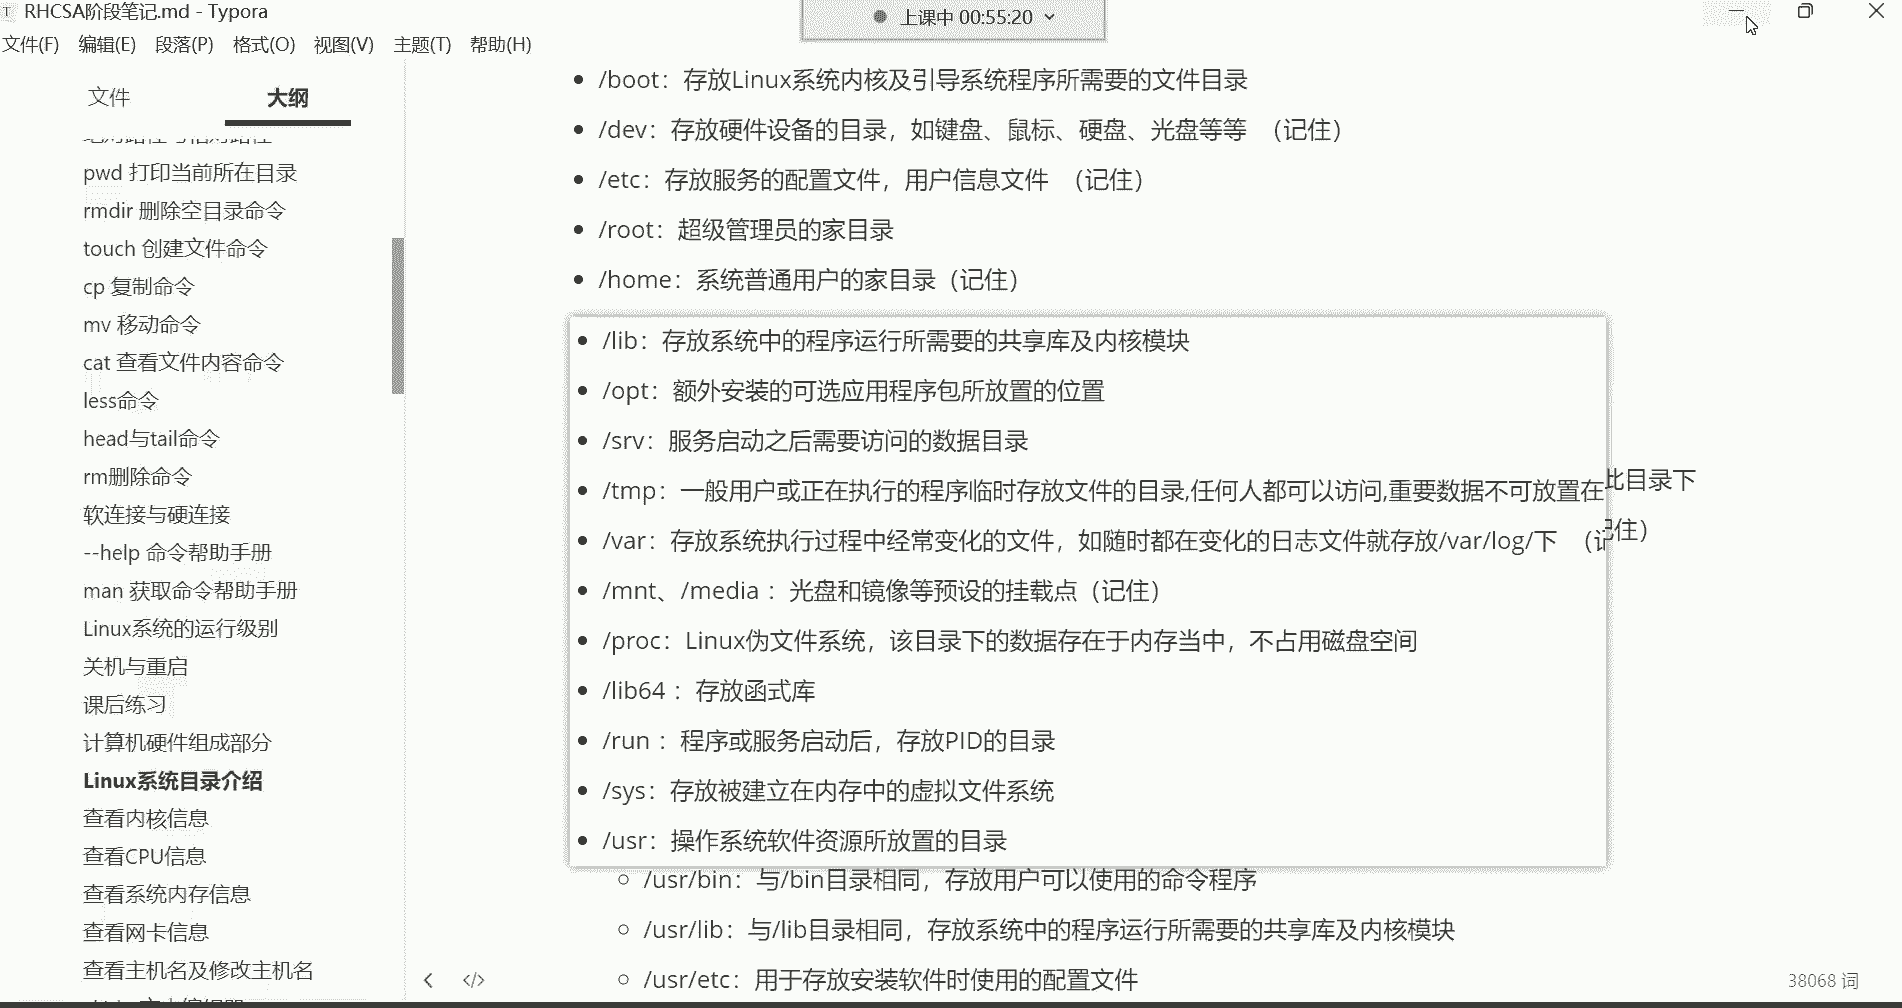 RHCSA阶段笔记.md - Typora
上课中 00:55:20
文件(F) 编辑(E) 段落(P) 格式(O) 视图(V) 主题(T) 帮助(H)
文件 大纲
pwd 打印当前所在目录
rmdir 删除空目录命令
touch 创建文件命令
cp 复制命令
mv 移动命令
cat 查看文件内容命令
less命令
head与tail命令
rm删除命令
软连接与硬连接
--help 命令帮助手册
man 获取命令帮助手册
Linux系统的运行级别
关机与重启
课后练习
计算机硬件组成部分
Linux系统目录介绍
查看内核信息
查看CPU信息
查看系统内存信息
查看网卡信息
查看主机名及修改主机名
/boot：存放Linux系统内核及引导系统程序所需要的文件目录
/dev：存放硬件设备的目录，如键盘、鼠标、硬盘、光盘等等 （记住）
/etc：存放服务的配置文件，用户信息文件 （记住）
/root：超级管理员的家目录
/home：系统普通用户的家目录（记住）
/lib：存放系统中的程序运行所需要的共享库及内核模块
/opt：额外安装的可选应用程序包所放置的位置
/srv：服务启动之后需要访问的数据目录
/tmp：一般用户或正在执行的程序临时存放文件的目录,任何人都可以访问,重要数据不可放置在此目录下
/var：存放系统执行过程中经常变化的文件，如随时都在变化的日志文件就存放/var/log/下 （记住）
/mnt、/media ：光盘和镜像等预设的挂载点（记住）
/proc：Linux伪文件系统，该目录下的数据存在于内存当中，不占用磁盘空间
/lib64 ：存放函式库
/run ：程序或服务启动后，存放PID的目录
/sys：存放被建立在内存中的虚拟文件系统
/usr：操作系统软件资源所放置的目录
/usr/bin：与/bin目录相同，存放用户可以使用的命令程序
/usr/lib：与/lib目录相同，存放系统中的程序运行所需要的共享库及内核模块
/usr/etc：用于存放安装软件时使用的配置文件
38068 词